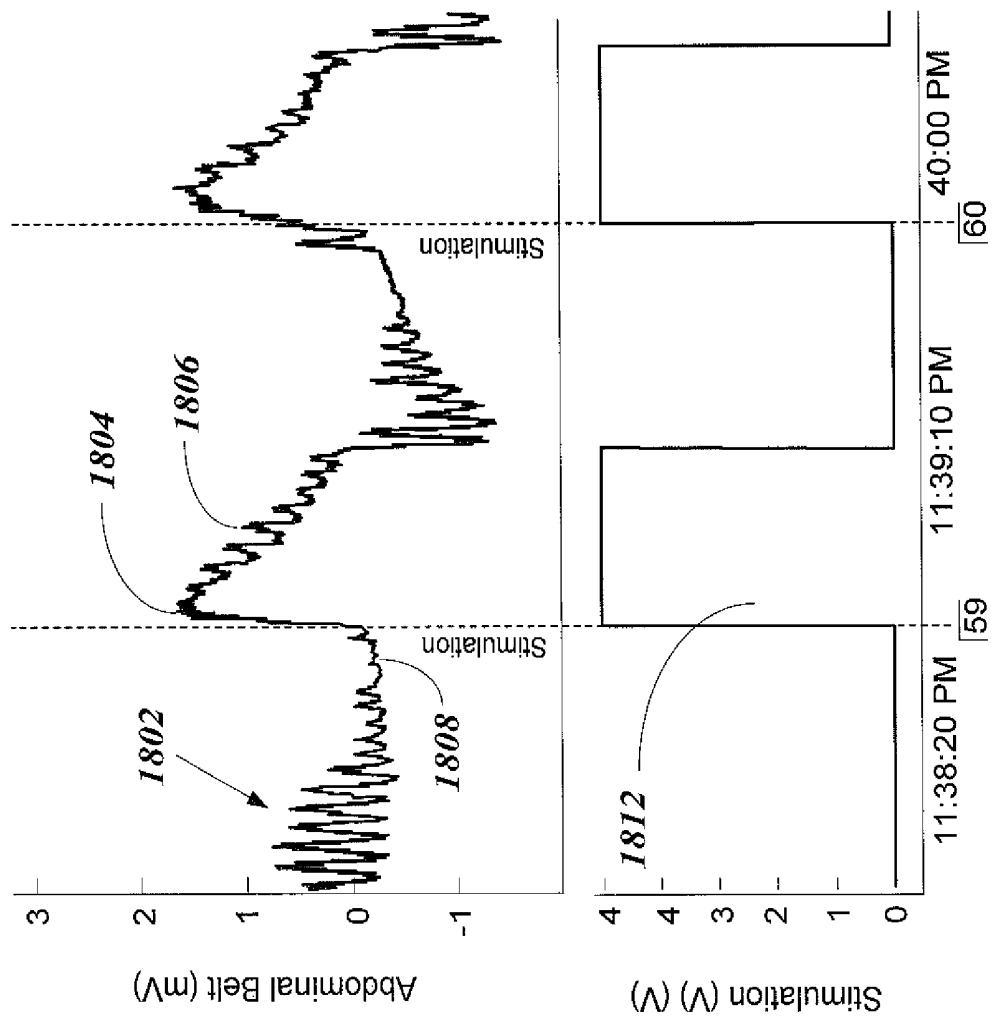 3
2
1
0
-1
Abdominal Belt (mV)
1802
1804
1806
1808
Stimulation
Stimulation
4
3
2
1
0
Stimulation (V) (V)
1812
11:38:20 PM
11:39:10 PM
40:00 PM
59
60